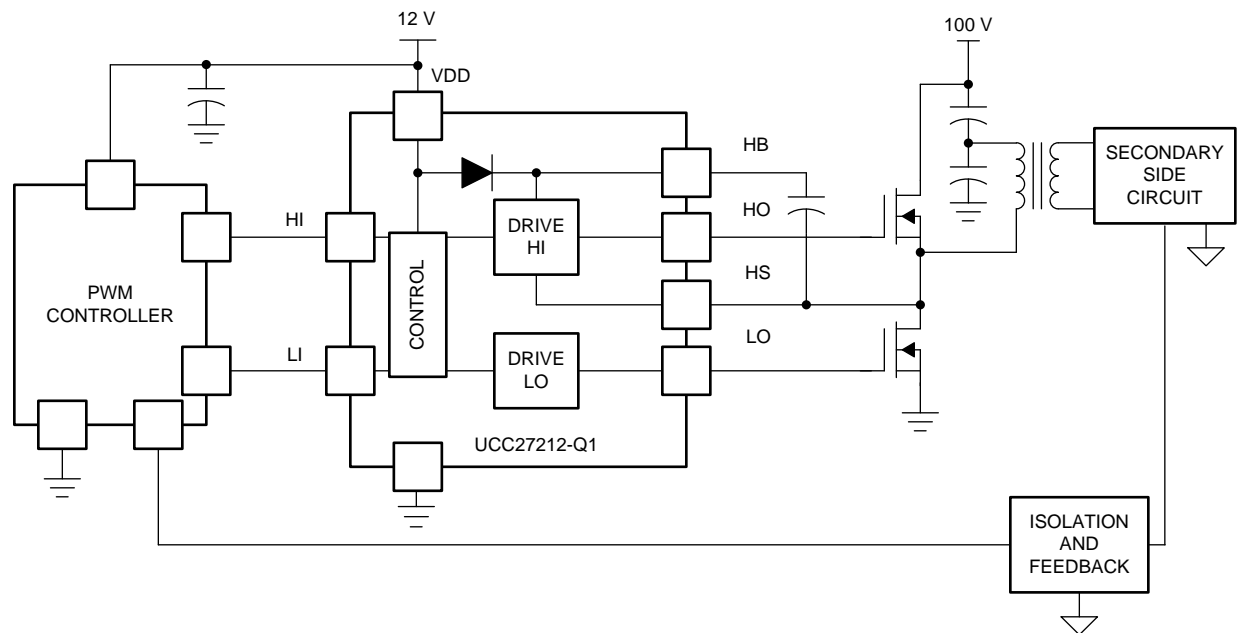 12 V
100 V
VDD
HB
SECONDARY
SIDE
CIRCUIT
HI
DRIVE
HI
HO
PWM
CONTROLLER
CONTROL
HS
LI
DRIVE
LO
LO
UCC27212-Q1
ISOLATION
AND
FEEDBACK